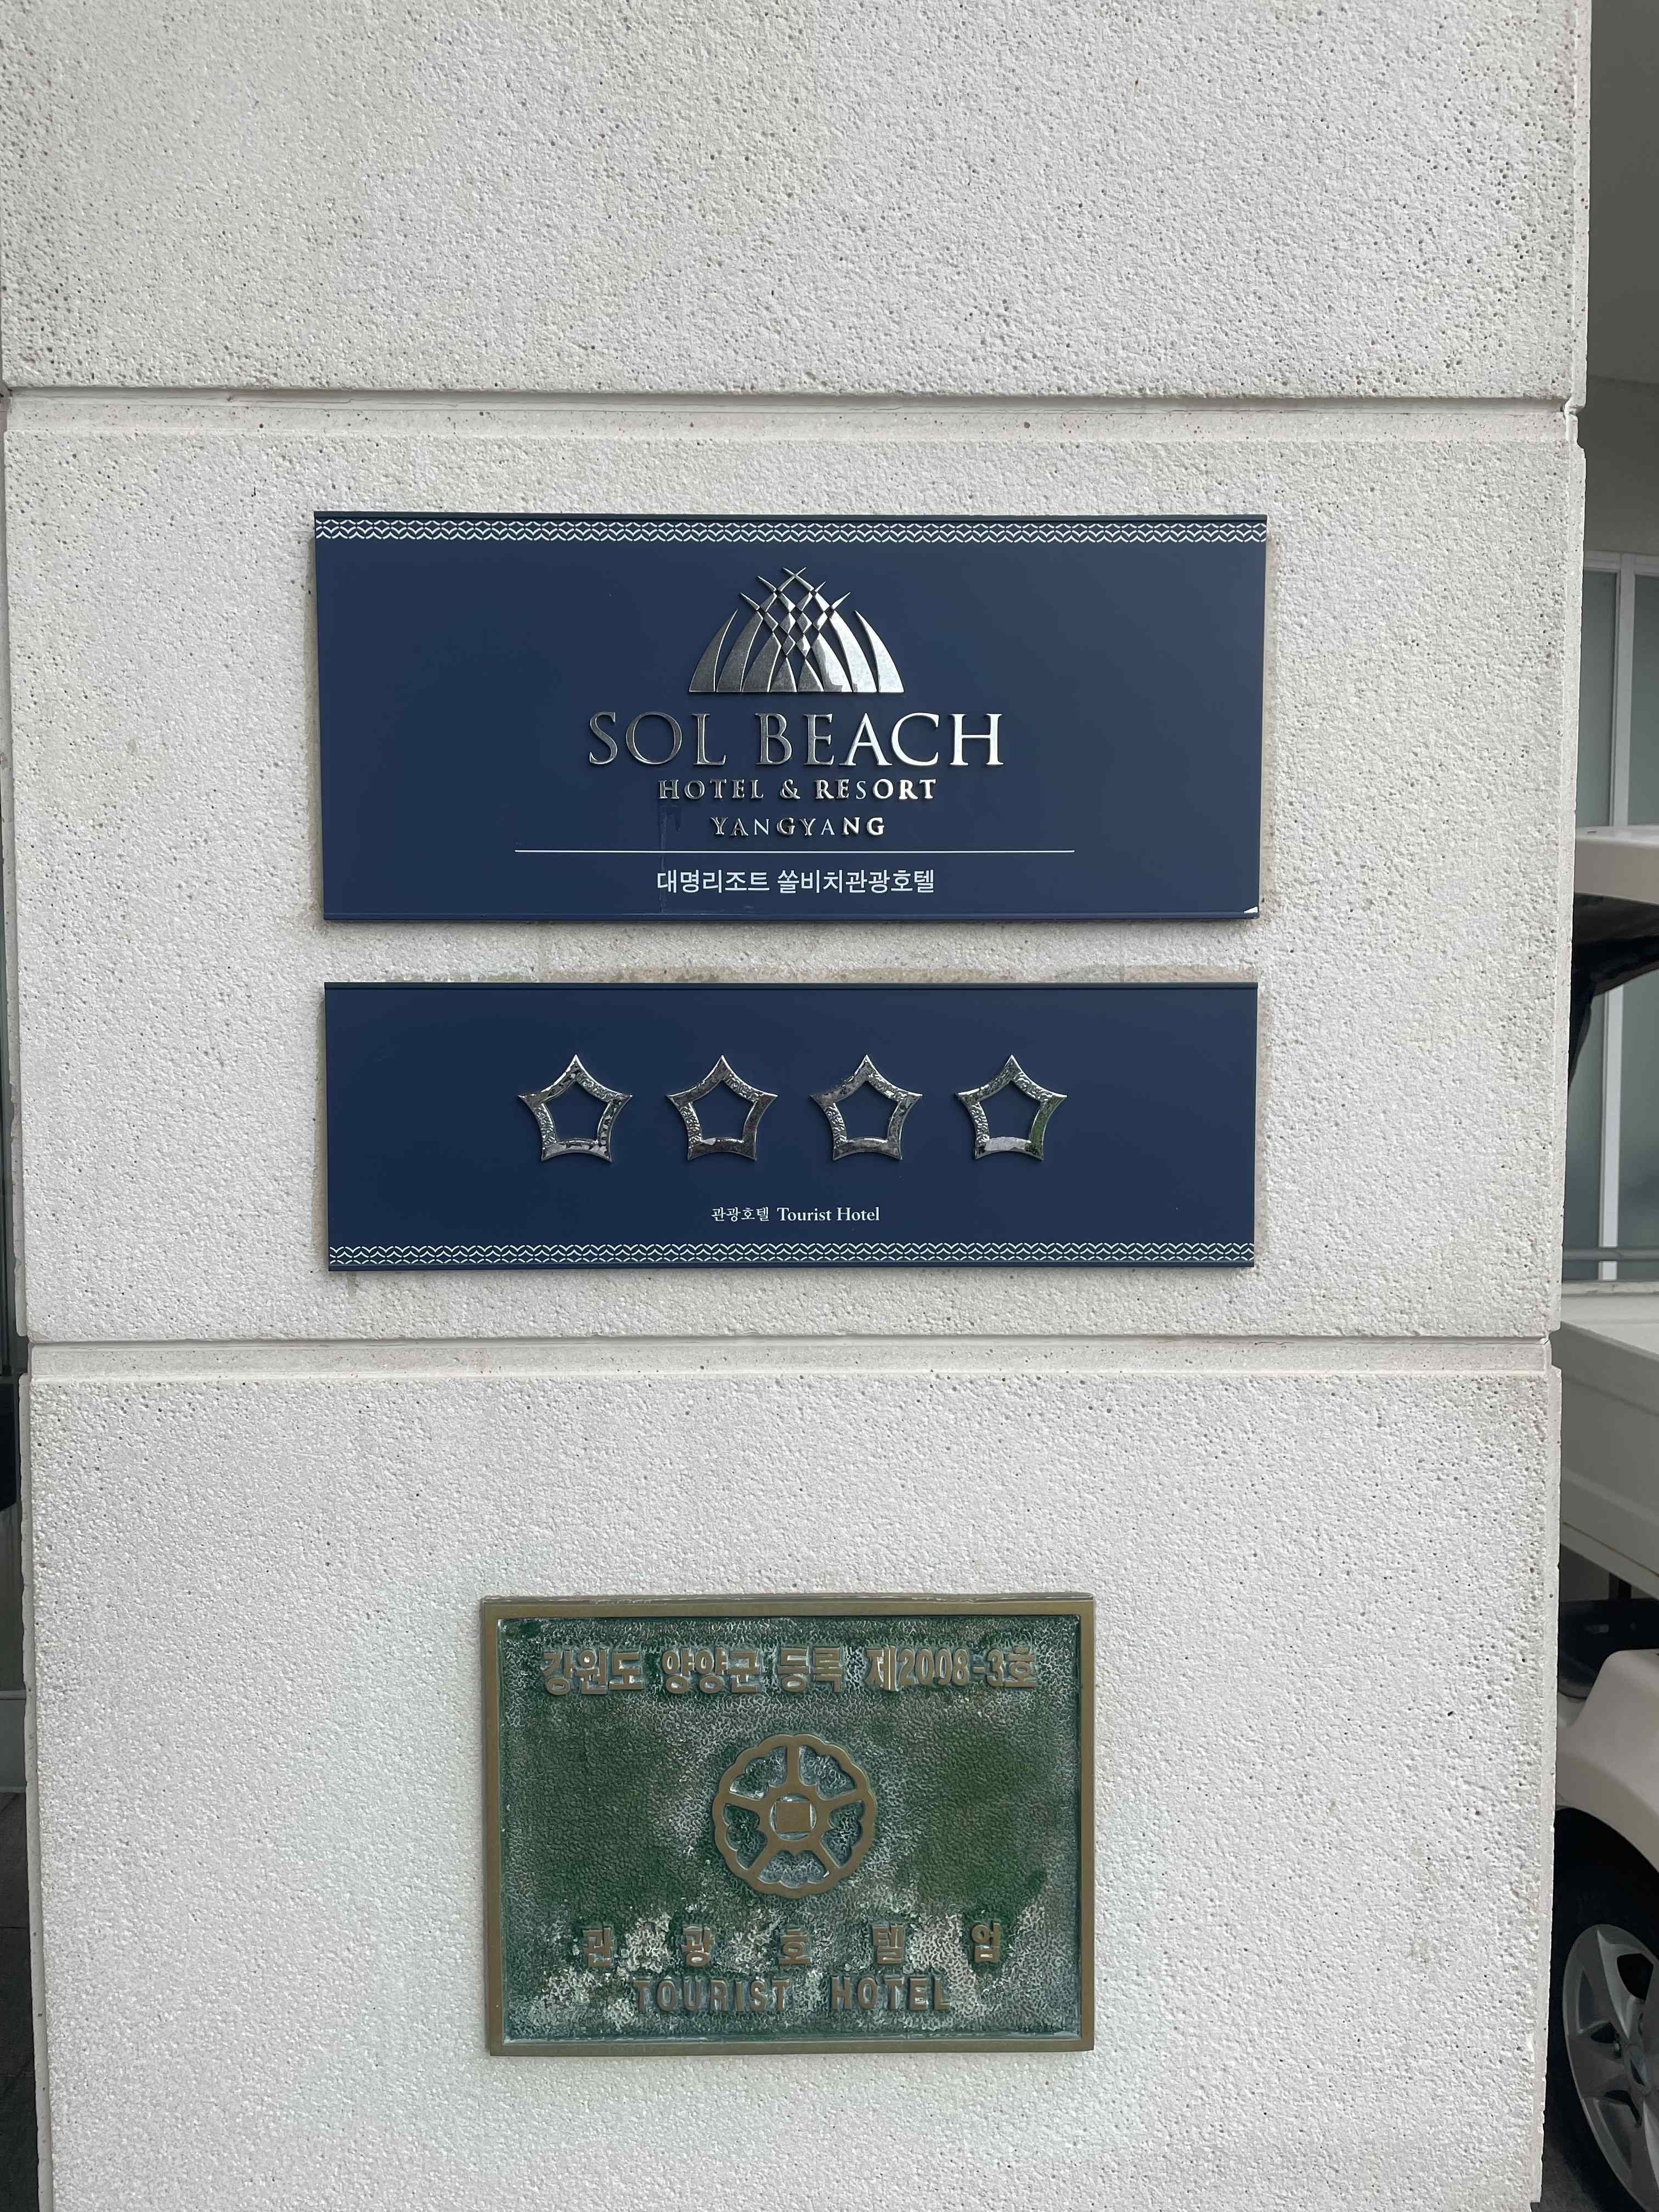 SOL BEACH
HOTEL & RESORT
YANGYANG
대명리조트 쏠비치관광호텔
관광호텔 Tourist Hotel
강원도 양양군 등록 제2008-3호
관 광 호 텔 업
TOURIST HOTEL